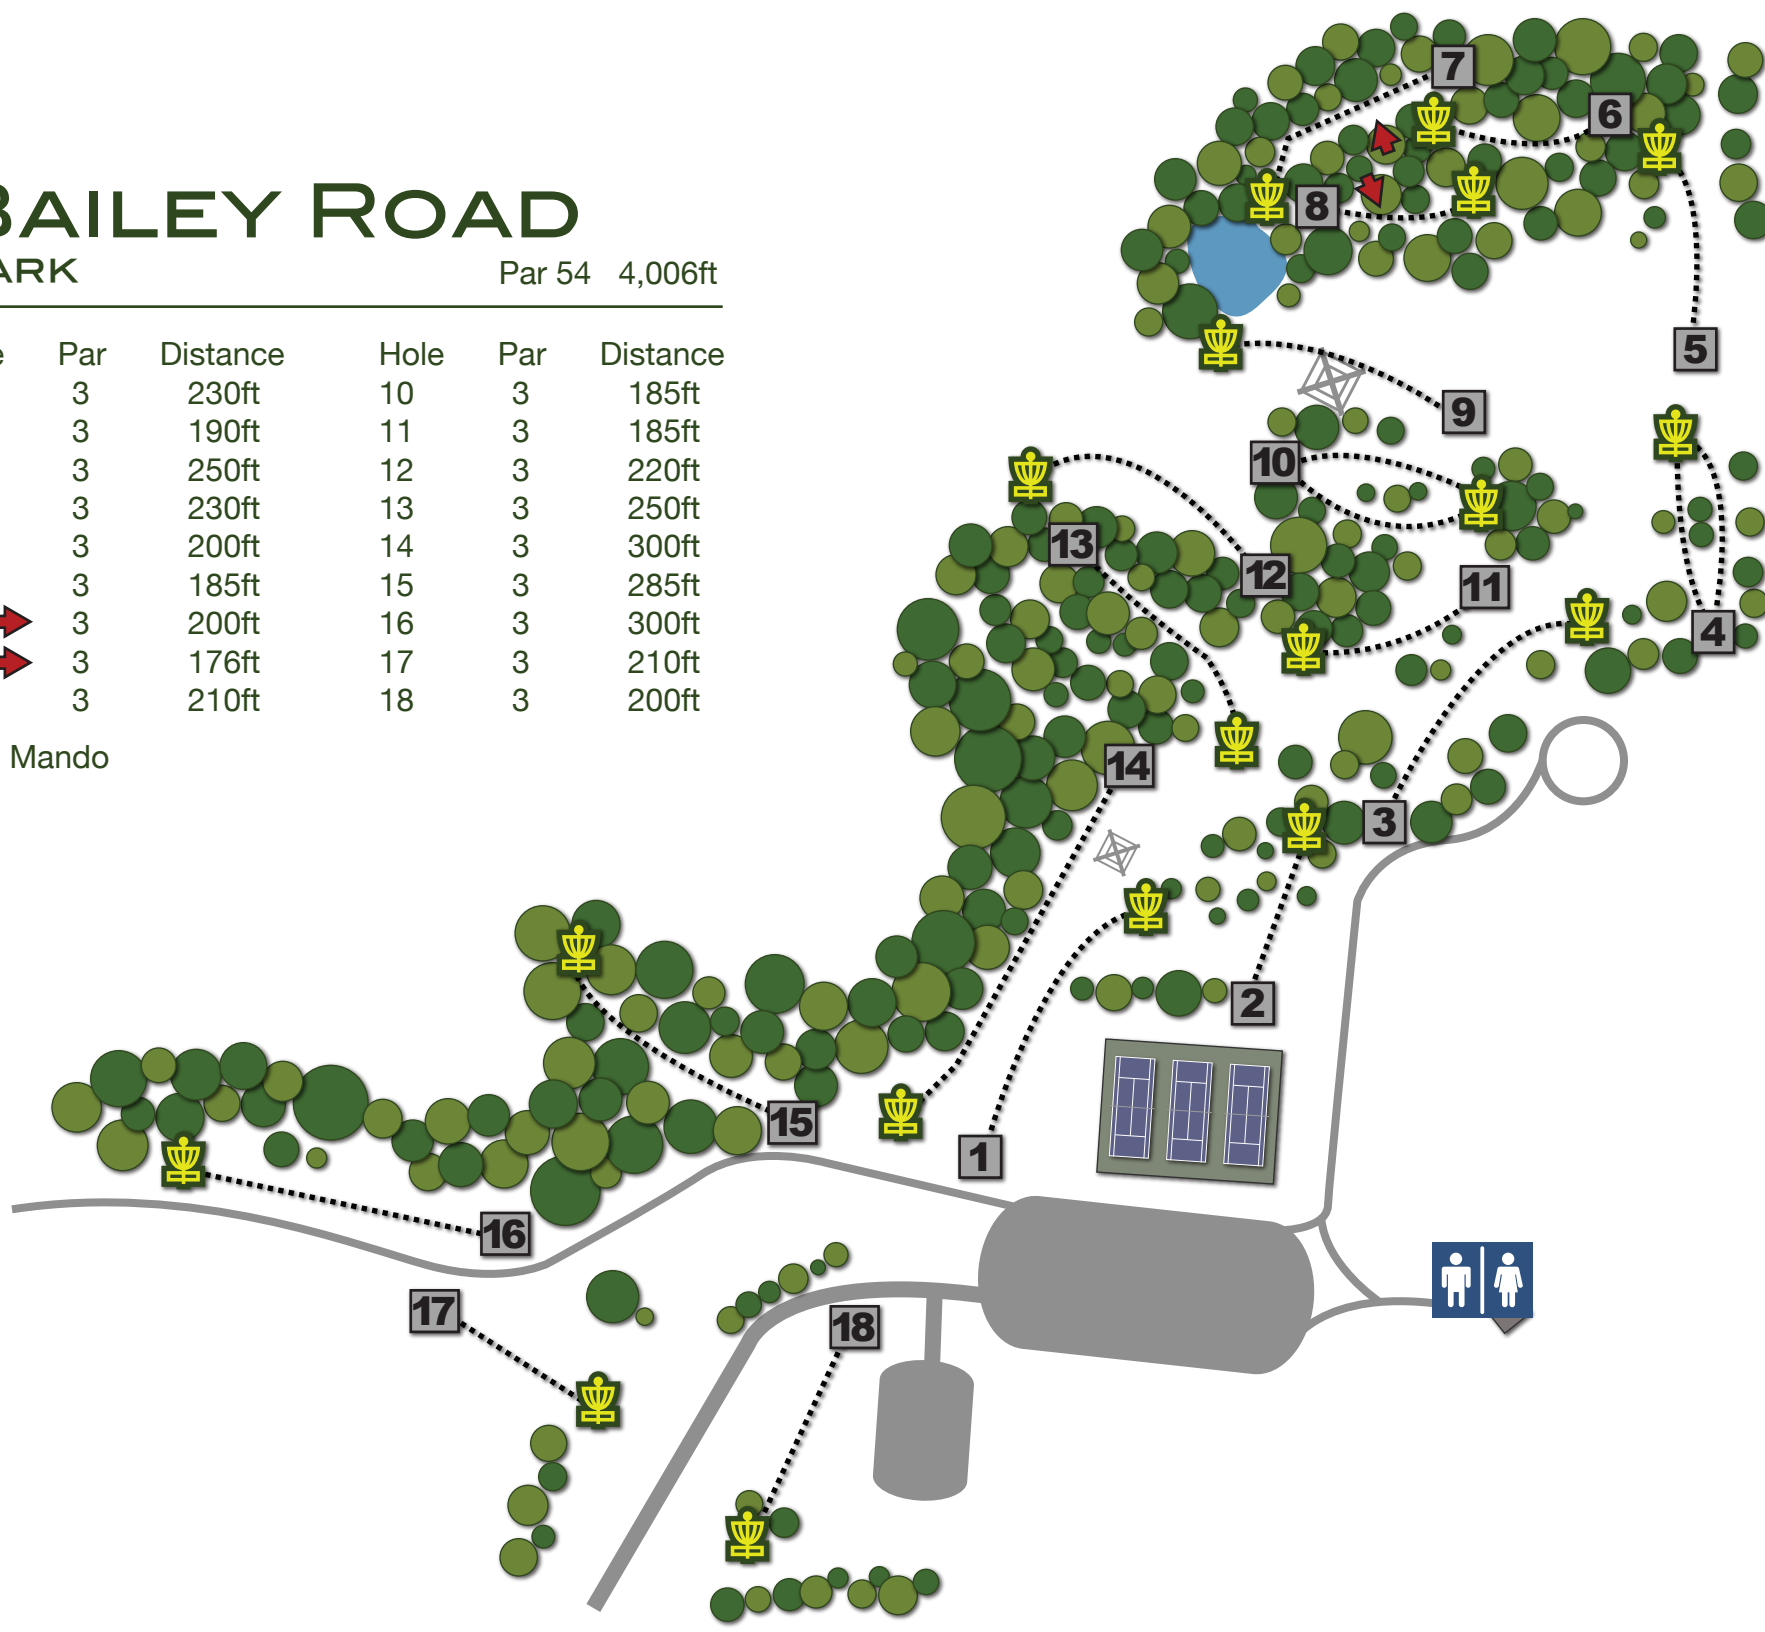 BAILEY ROAD
ARK Par 54 4,006ft
e Par Distance Hole Par Distance
3 230ft 10 3 185ft
3 190ft 11 3 185ft
3 250ft 12 3 220ft
3 230ft 13 3 250ft
3 200ft 14 3 300ft
3 185ft 15 3 285ft
3 200ft 16 3 300ft
3 176ft 17 3 210ft
3 210ft 18 3 200ft
Mando
7
6
8
5
9
10
13
12
11
4
14
3
2
15
1
16
17
18